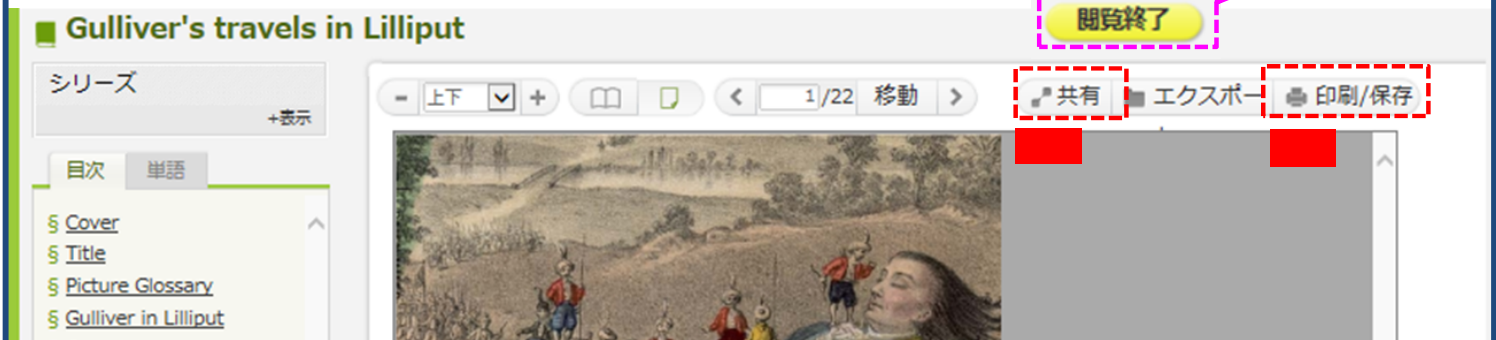 Gulliver's travels in Lilliput
閲覧終了
シリーズ
+表示
目次 単語
§ Cover
§ Title
§ Picture Glossary
§ Gulliver in Lilliput
- 上下 + 1/22 移動 共有 エクスポー 印刷/保存